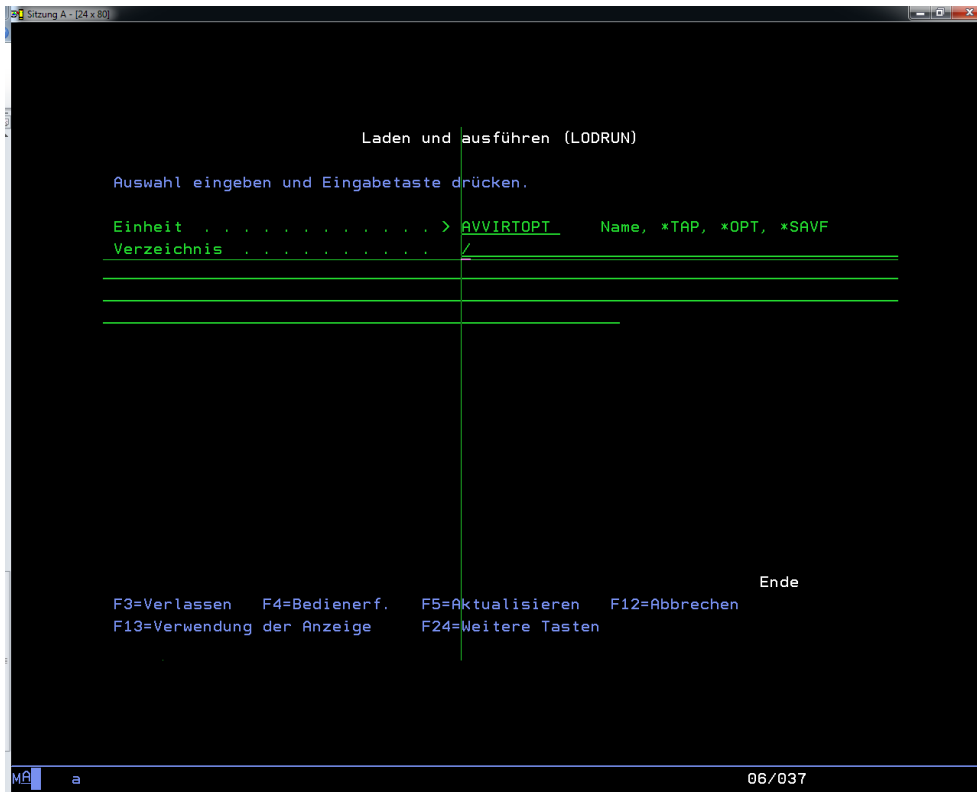 Sitzung A - [24 x 80]
Laden und ausführen (LODRUN)
Auswahl eingeben und Eingabetaste drücken.
Einheit . . . . . . . . . . . . > AVVIRTOPT Name, *TAP, *OPT, *SAVF
Verzeichnis . . . . . . . . . . /
Ende
F3=Verlassen F4=Bedienerf. F5=Aktualisieren F12=Abbrechen
F13=Verwendung der Anzeige F24=Weitere Tasten
MA a 06/037